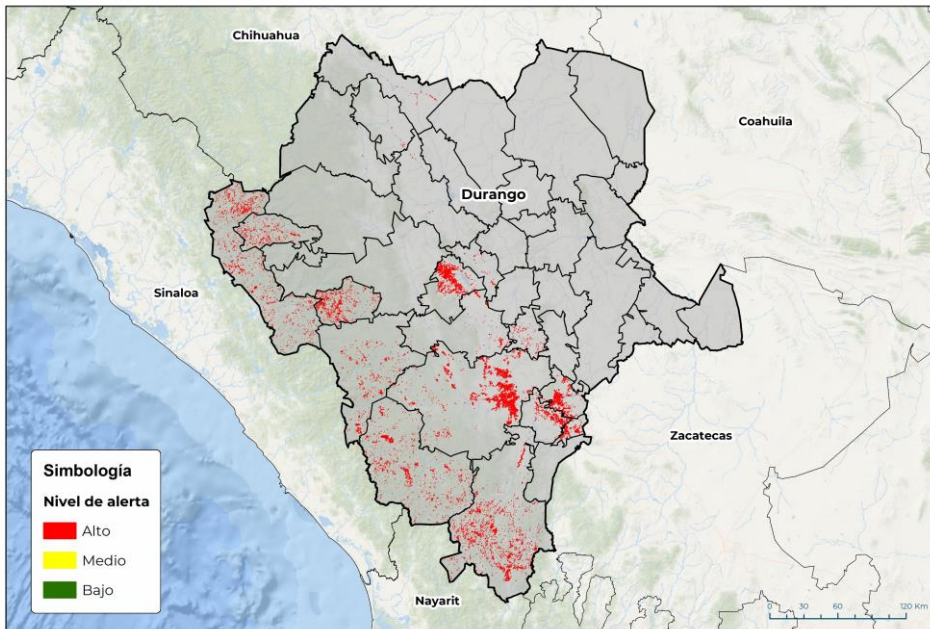 Chihuahua
Coahuila
Durango
Sinaloa
Zacatecas
Nayarit
Simbología
Nivel de alerta
Alto
Medio
Bajo
0 30 60 120 Km